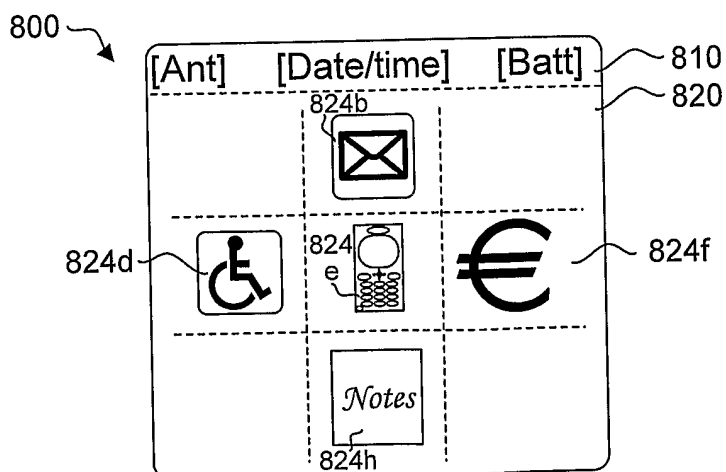 800
[Ant] [Date/time] [Batt]
810
820
824b
824d
824
e
824f
Notes
824h